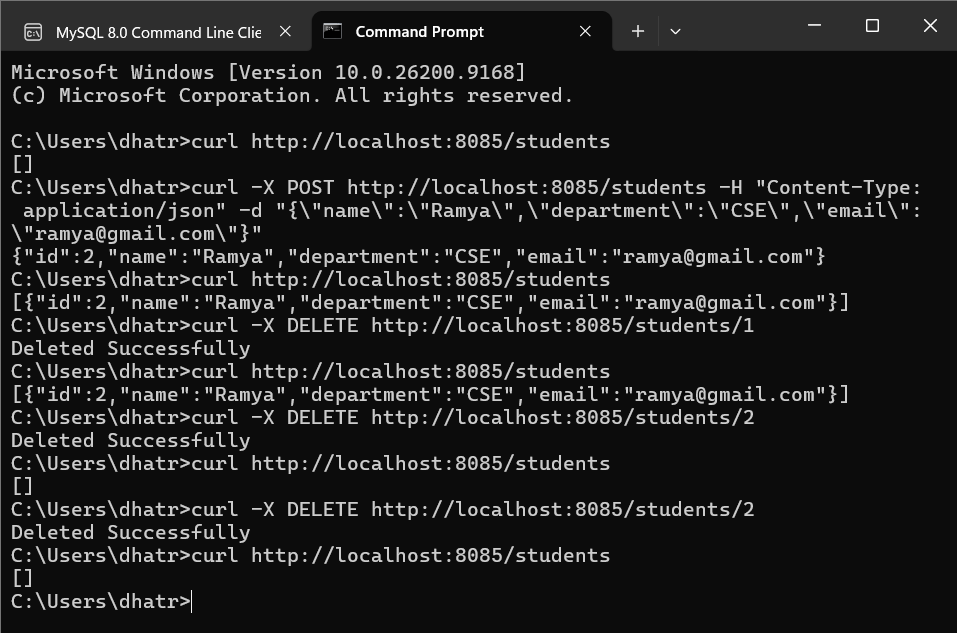 MySQL 8.0 Command Line Clie
Command Prompt
Microsoft Windows [Version 10.0.26200.9168]
(c) Microsoft Corporation. All rights reserved.
C:\Users\dhatr>curl http://localhost:8085/students
[]
C:\Users\dhatr>curl -X POST http://localhost:8085/students -H "Content-Type:
 application/json" -d "{\"name\":\"Ramya\",\"department\":\"CSE\",\"email\":
\"ramya@gmail.com\"}"
{"id":2,"name":"Ramya","department":"CSE","email":"ramya@gmail.com"}
C:\Users\dhatr>curl http://localhost:8085/students
[{"id":2,"name":"Ramya","department":"CSE","email":"ramya@gmail.com"}]
C:\Users\dhatr>curl -X DELETE http://localhost:8085/students/1
Deleted Successfully
C:\Users\dhatr>curl http://localhost:8085/students
[{"id":2,"name":"Ramya","department":"CSE","email":"ramya@gmail.com"}]
C:\Users\dhatr>curl -X DELETE http://localhost:8085/students/2
Deleted Successfully
C:\Users\dhatr>curl http://localhost:8085/students
[]
C:\Users\dhatr>curl -X DELETE http://localhost:8085/students/2
Deleted Successfully
C:\Users\dhatr>curl http://localhost:8085/students
[]
C:\Users\dhatr>